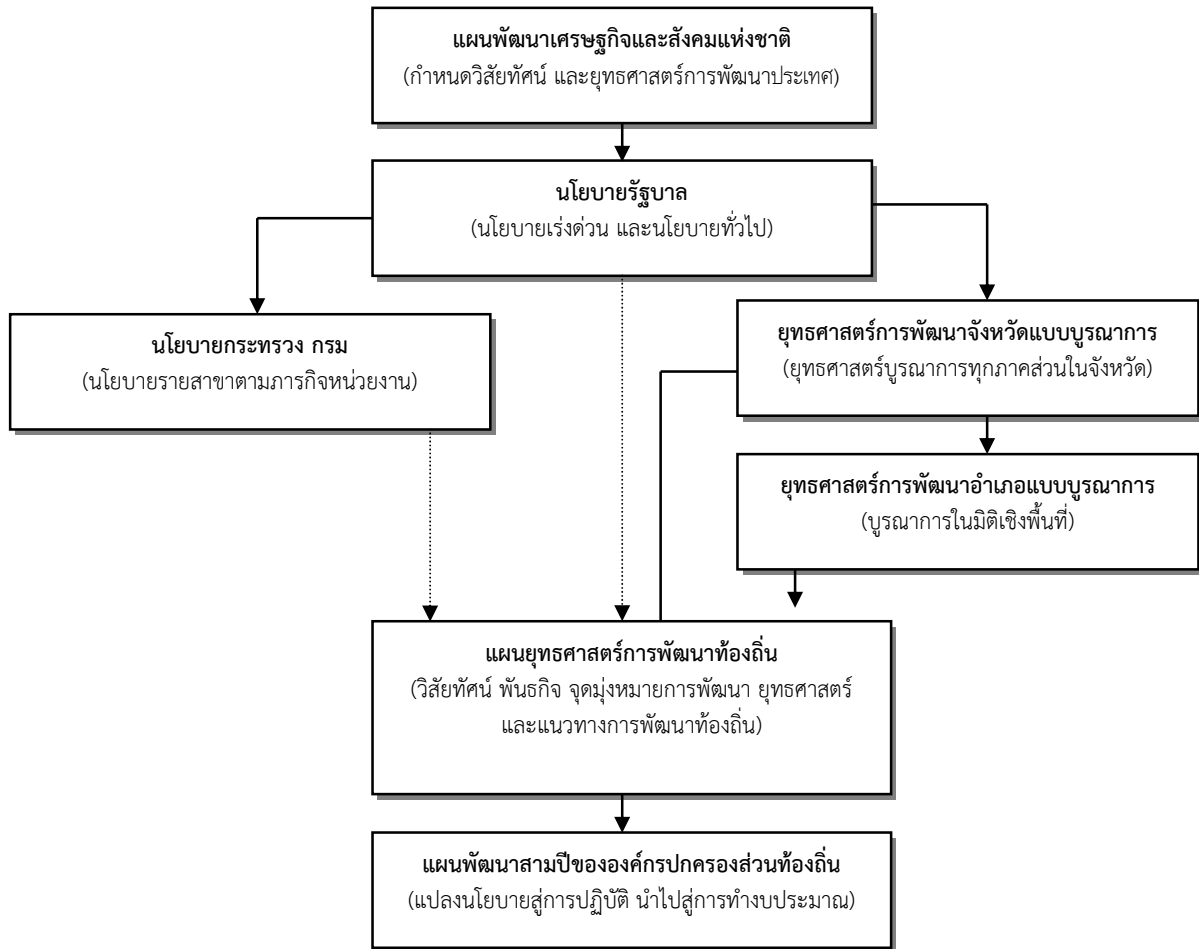 แผนพัฒนาเศรษฐกิจและสังคมแห่งชาติ
(กำหนดวิสัยทัศน์ และยุทธศาสตร์การพัฒนาประเทศ)
นโยบายรัฐบาล
(นโยบายเร่งด่วน และนโยบายทั่วไป)
นโยบายกระทรวง กรม
(นโยบายรายสาขาตามภารกิจหน่วยงาน)
ยุทธศาสตร์การพัฒนาจังหวัดแบบบูรณาการ
(ยุทธศาสตร์บูรณาการทุกภาคส่วนในจังหวัด)
ยุทธศาสตร์การพัฒนาอำเภอแบบบูรณาการ
(บูรณาการในมิติเชิงพื้นที่)
แผนยุทธศาสตร์การพัฒนาท้องถิ่น
(วิสัยทัศน์ พันธกิจ จุดมุ่งหมายการพัฒนา ยุทธศาสตร์
และแนวทางการพัฒนาท้องถิ่น)
แผนพัฒนาสามปีขององค์กรปกครองส่วนท้องถิ่น
(แปลงนโยบายสู่การปฏิบัติ นำไปสู่การทำงบประมาณ)